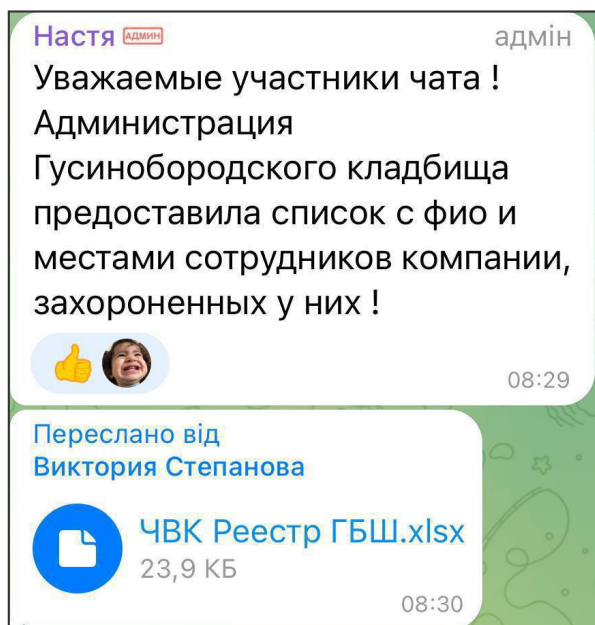 Настя АДМИН адмін
Уважаемые участники чата !
Администрация
Гусинобородского кладбища
предоставила список с фио и
местами сотрудников компании,
захороненных у них !
08:29
Переслано від
Виктория Степанова
ЧВК Реестр ГБШ.xlsx
23,9 КБ
08:30